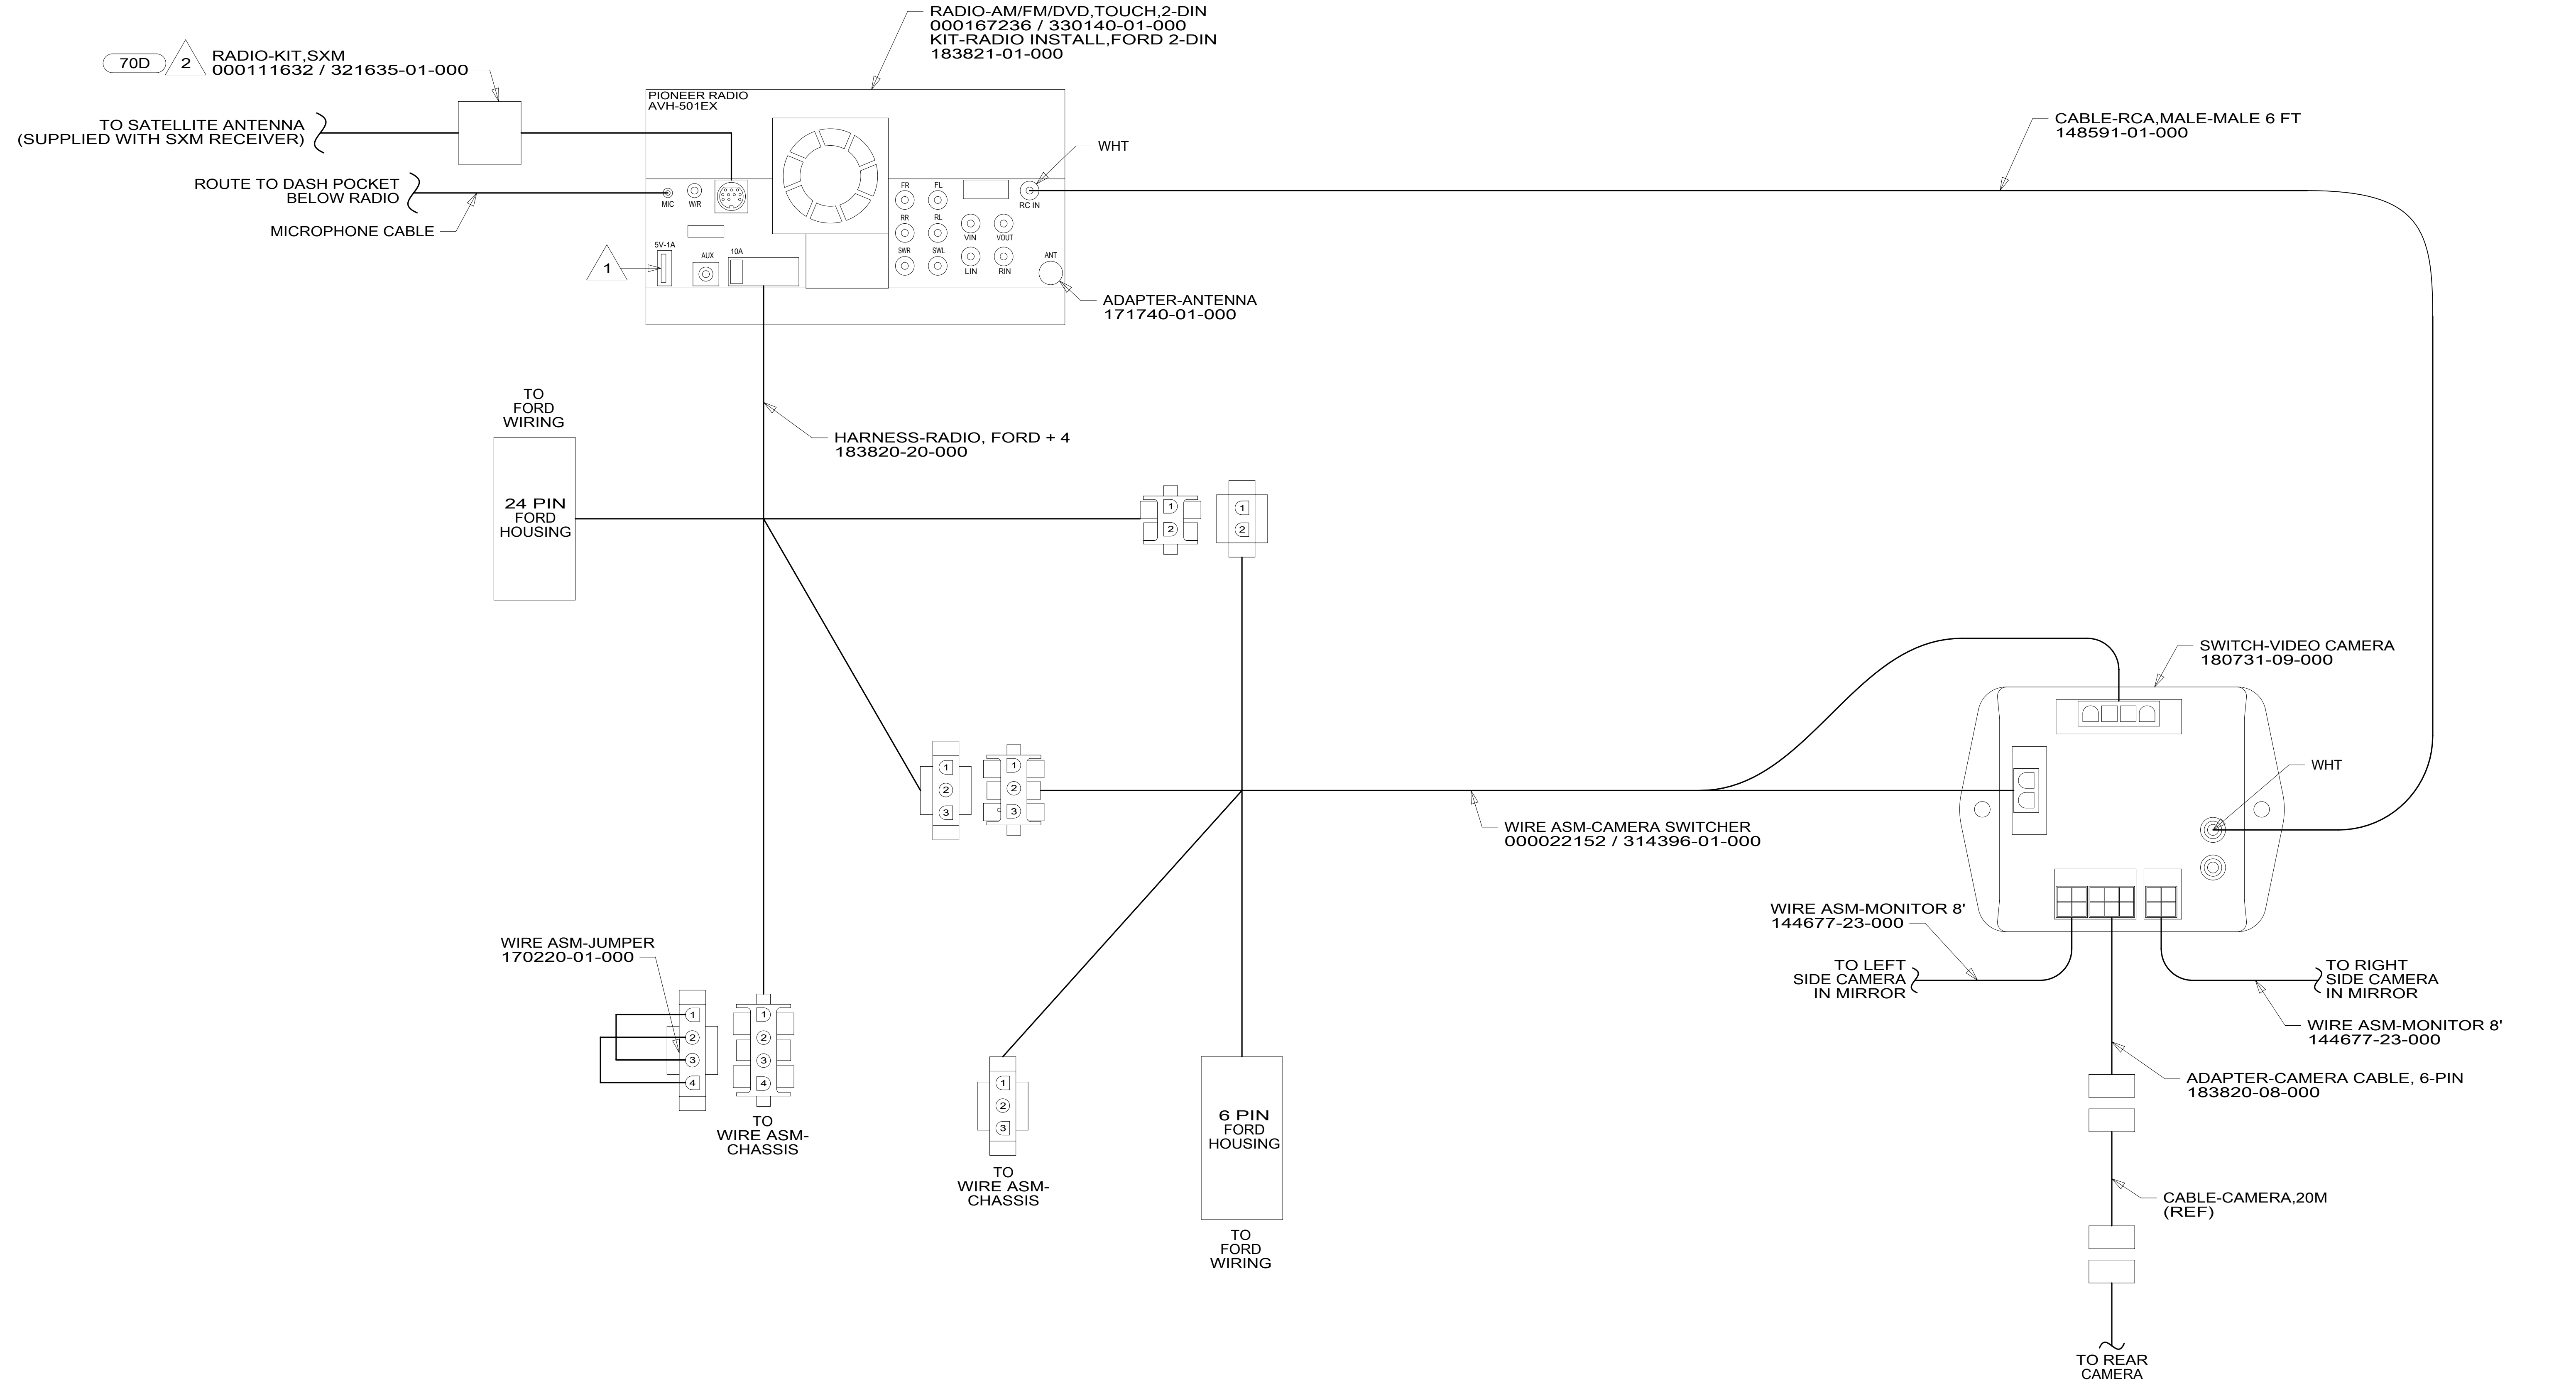 RADIO-AM/FM/DVD,TOUCH,2-DIN
000167236 / 330140-01-000
KIT-RADIO INSTALL,FORD 2-DIN
183821-01-000
70D
2
RADIO-KIT,SXM
000111632 / 321635-01-000
PIONEER RADIO
AVH-501EX
TO SATELLITE ANTENNA
(SUPPLIED WITH SXM RECEIVER)
CABLE-RCA,MALE-MALE 6 FT
148591-01-000
WHT
ROUTE TO DASH POCKET
BELOW RADIO
MICROPHONE CABLE
MIC
W/R
FR
FL
RC IN
RR
RL
VIN
VOUT
5V-1A
AUX
10A
SWR
SWL
LIN
RIN
ANT
1
ADAPTER-ANTENNA
171740-01-000
TO
FORD
WIRING
24 PIN
FORD
HOUSING
HARNESS-RADIO, FORD + 4
183820-20-000
1
2
1
2
SWITCH-VIDEO CAMERA
180731-09-000
WHT
1
2
3
1
2
3
WIRE ASM-CAMERA SWITCHER
000022152 / 314396-01-000
WIRE ASM-MONITOR 8'
144677-23-000
TO LEFT
SIDE CAMERA
IN MIRROR
TO RIGHT
SIDE CAMERA
IN MIRROR
WIRE ASM-MONITOR 8'
144677-23-000
WIRE ASM-JUMPER
170220-01-000
1
2
3
4
1
2
3
4
TO
WIRE ASM-
CHASSIS
1
2
3
TO
WIRE ASM-
CHASSIS
6 PIN
FORD
HOUSING
TO
FORD
WIRING
ADAPTER-CAMERA CABLE, 6-PIN
183820-08-000
CABLE-CAMERA,20M
(REF)
TO REAR
CAMERA